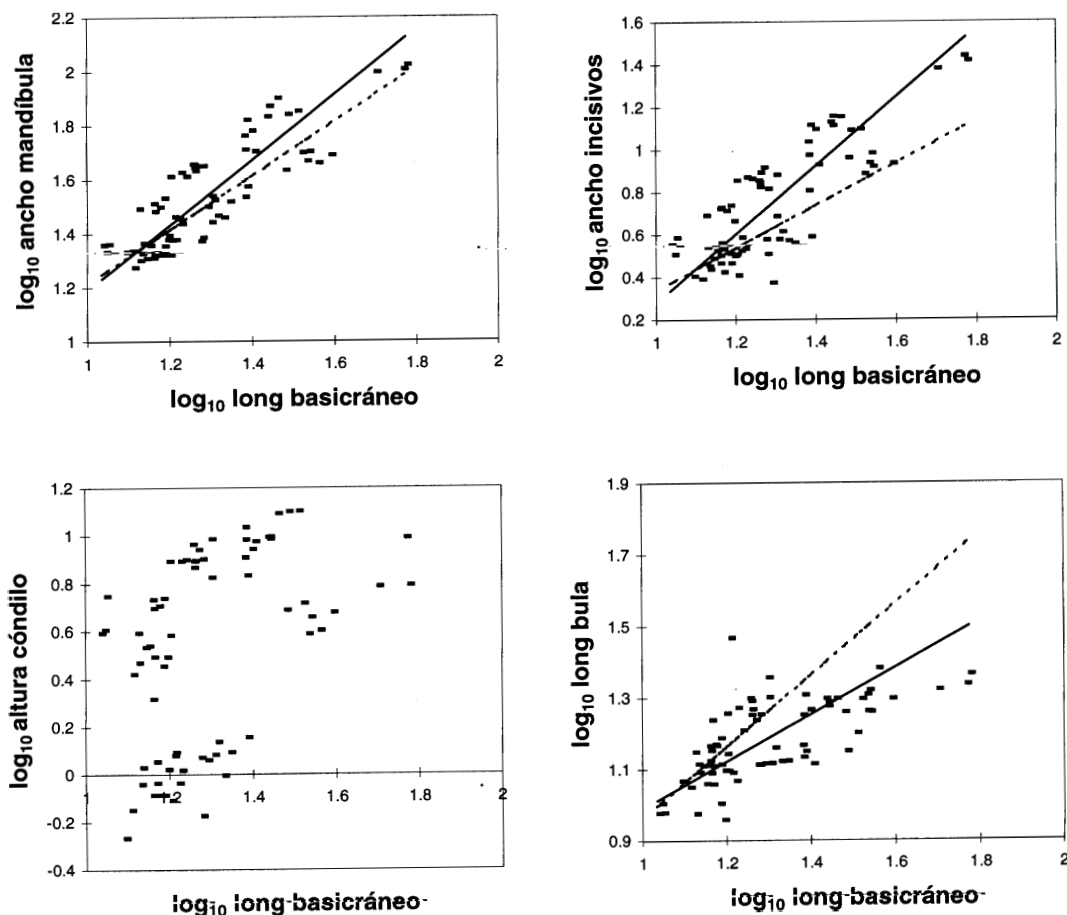 2.2
2
1.8
1.6
1.4
1.2
1
log₁₀ ancho mandíbula
1 1.2 1.4 1.6 1.8 2
log₁₀ long basicráneo
1.6
1.4
1.2
1
0.8
0.6
0.4
0.2
log₁₀ ancho incisivos
1 1.2 1.4 1.6 1.8 2
log₁₀ long basicráneo
1.2
1
0.8
0.6
0.4
0.2
0
-0.2
-0.4
log₁₀ altura cóndilo
1 1.2 1.4 1.6 1.8 2
log₁₀ long basicráneo
1.9
1.7
1.5
1.3
1.1
0.9
log₁₀ long bula
1 1.2 1.4 1.6 1.8 2
log₁₀ long basicráneo